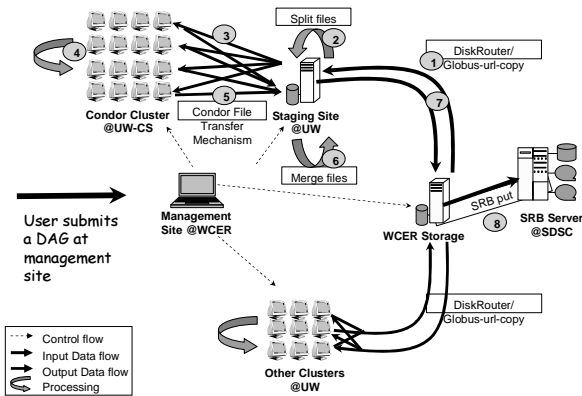 Split files
2
3
4
DiskRouter/
Globus-url-copy
1
7
5
Condor Cluster
@UW-CS
Condor File
Transfer
Mechanism
Staging Site
@UW
6
Merge files
User submits
a DAG at
management
site
Management
Site @WCER
WCER Storage
SRB put
8
SRB Server
@SDSC
DiskRouter/
Globus-url-copy
Other Clusters
@UW
Control flow
Input Data flow
Output Data flow
Processing